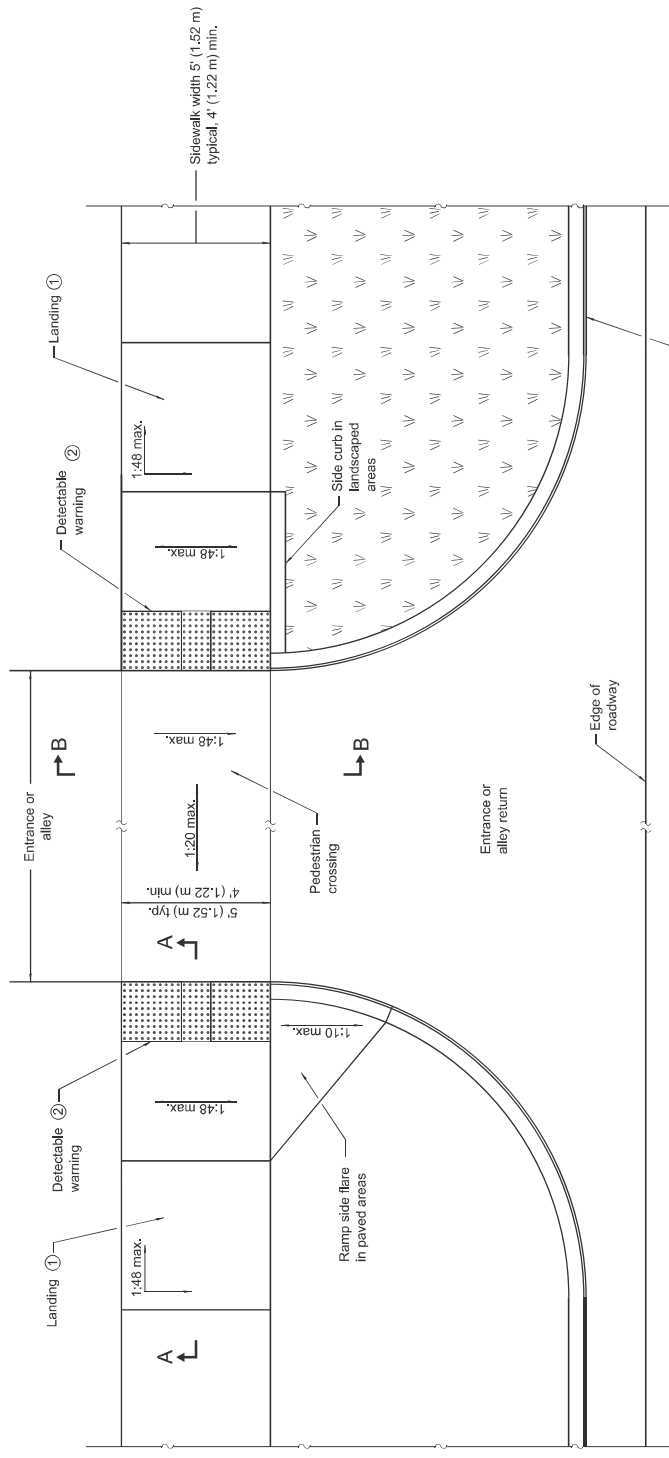 Sidewalk width 5' (1.52 m)
typical, 4' (1.22 m) min.
Landing ①
Detectable ②
warning
1:48 max.
1:48 max.
Side curb in
landscaped
areas
Entrance or
alley
B
B
1:48 max.
1:20 max.
Pedestrian
crossing
5' (1.52 m) typ.
4' (1.22 m) min.
A
Edge of
roadway
Entrance or
alley return
Detectable ②
warning
1:48 max.
1:10 max.
Ramp side flare
in paved areas
Landing ①
1:48 max.
A